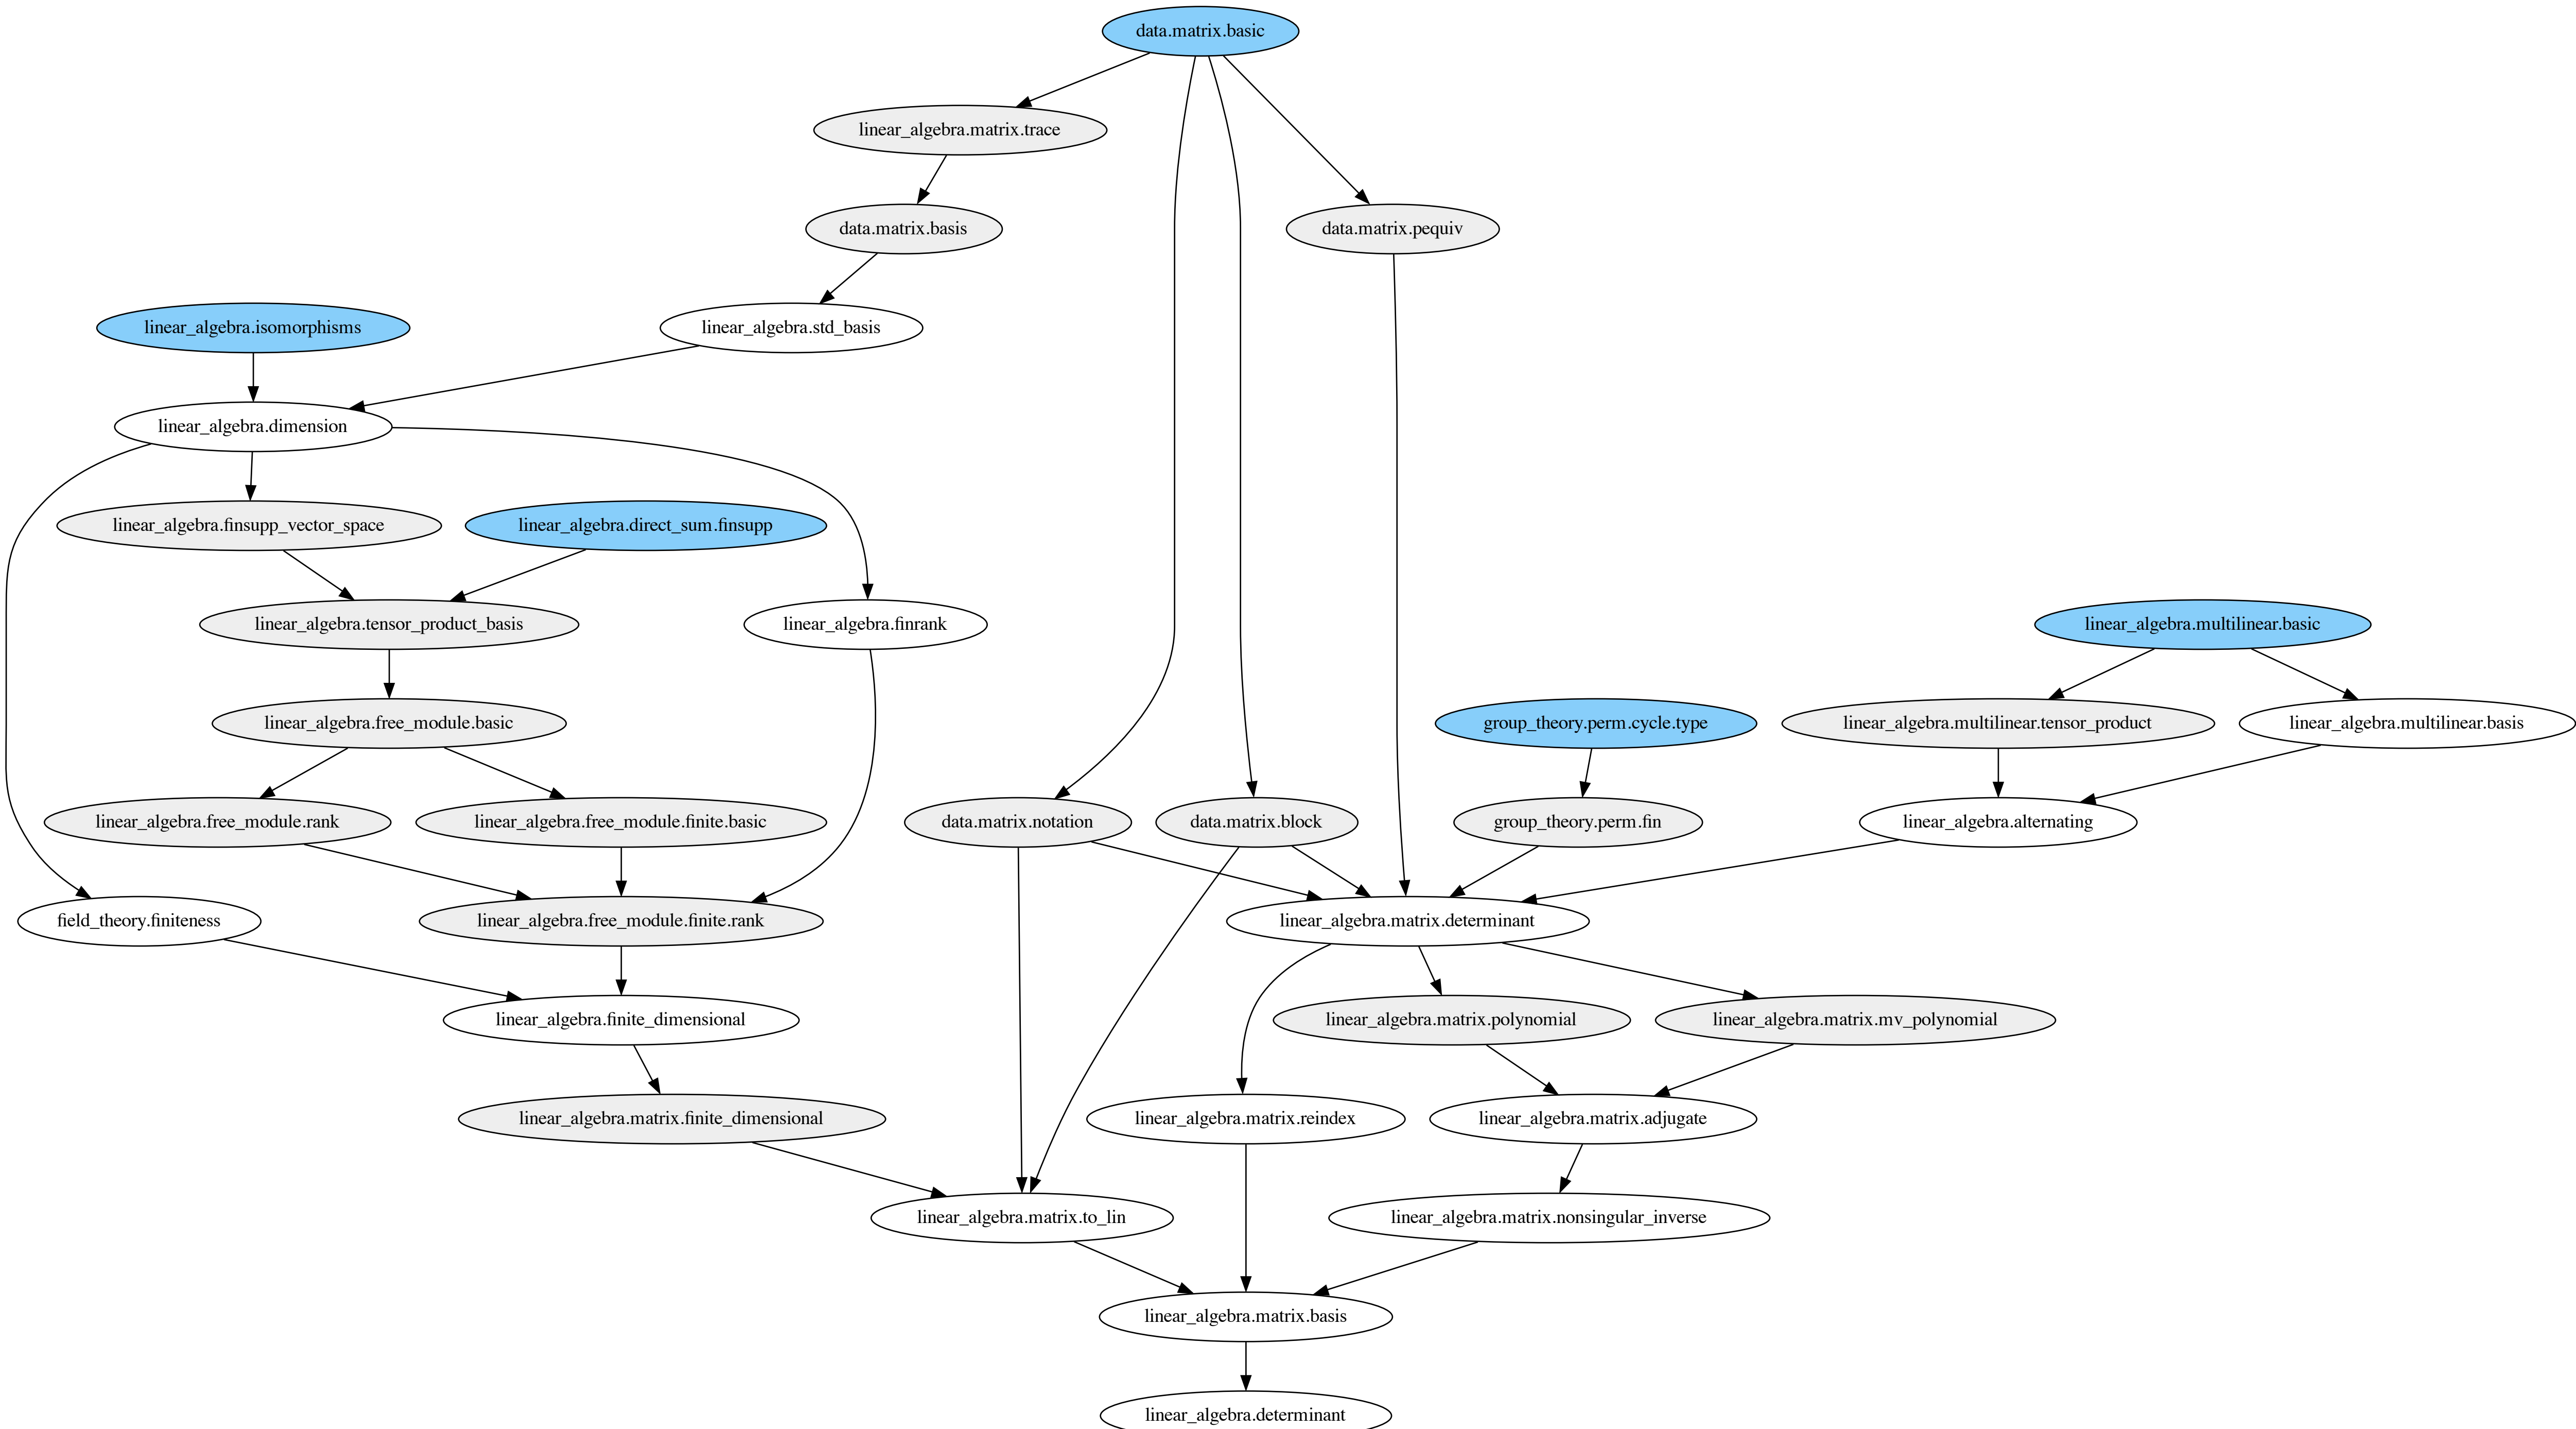 data.matrix.basic
linear_algebra.matrix.trace
data.matrix.basis
data.matrix.pequiv
linear_algebra.isomorphisms
linear_algebra.std_basis
linear_algebra.dimension
linear_algebra.finsupp_vector_space
linear_algebra.direct_sum.finsupp
linear_algebra.tensor_product_basis
linear_algebra.finrank
linear_algebra.multilinear.basic
linear_algebra.free_module.basic
group_theory.perm.cycle.type
linear_algebra.multilinear.tensor_product
linear_algebra.multilinear.basis
linear_algebra.free_module.rank
linear_algebra.free_module.finite.basic
data.matrix.notation
data.matrix.block
group_theory.perm.fin
linear_algebra.alternating
field_theory.finiteness
linear_algebra.free_module.finite.rank
linear_algebra.matrix.determinant
linear_algebra.finite_dimensional
linear_algebra.matrix.polynomial
linear_algebra.matrix.mv_polynomial
linear_algebra.matrix.finite_dimensional
linear_algebra.matrix.reindex
linear_algebra.matrix.adjugate
linear_algebra.matrix.to_lin
linear_algebra.matrix.nonsingular_inverse
linear_algebra.matrix.basis
linear_algebra.determinant